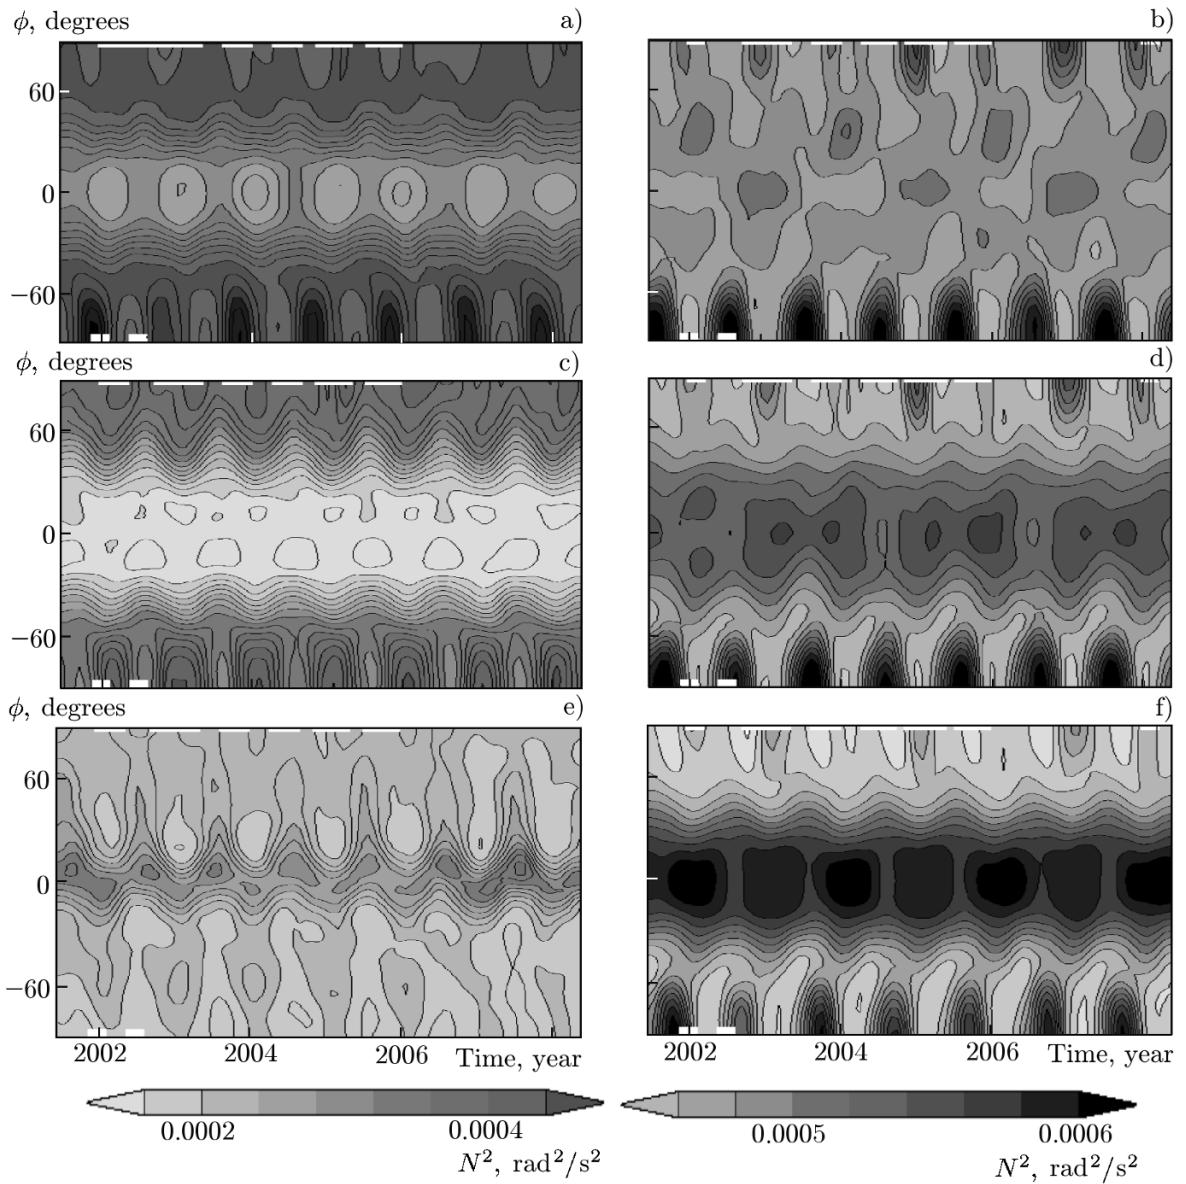 ϕ, degrees a) b)
60
0
−60
ϕ, degrees c) d)
60
0
−60
ϕ, degrees e) f)
60
0
−60
2002 2004 2006 Time, year 2002 2004 2006 Time, year
0.0002 0.0004 0.0005 0.0006
N², rad²/s² N², rad²/s²